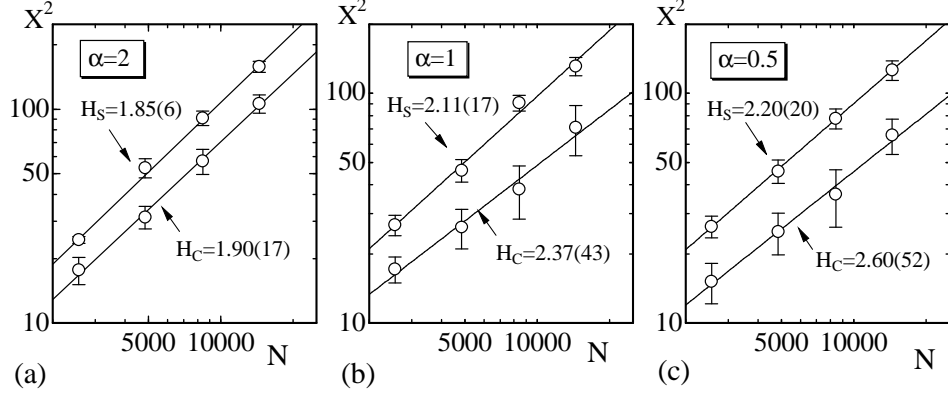 X²
α=2
100
H_S=1.85(6)
50
H_C=1.90(17)
10
5000 10000 N
(a)
X²
α=1
100
H_S=2.11(17)
50
H_C=2.37(43)
10
5000 10000 N
(b)
X²
α=0.5
100
H_S=2.20(20)
50
H_C=2.60(52)
10
5000 10000 N
(c)